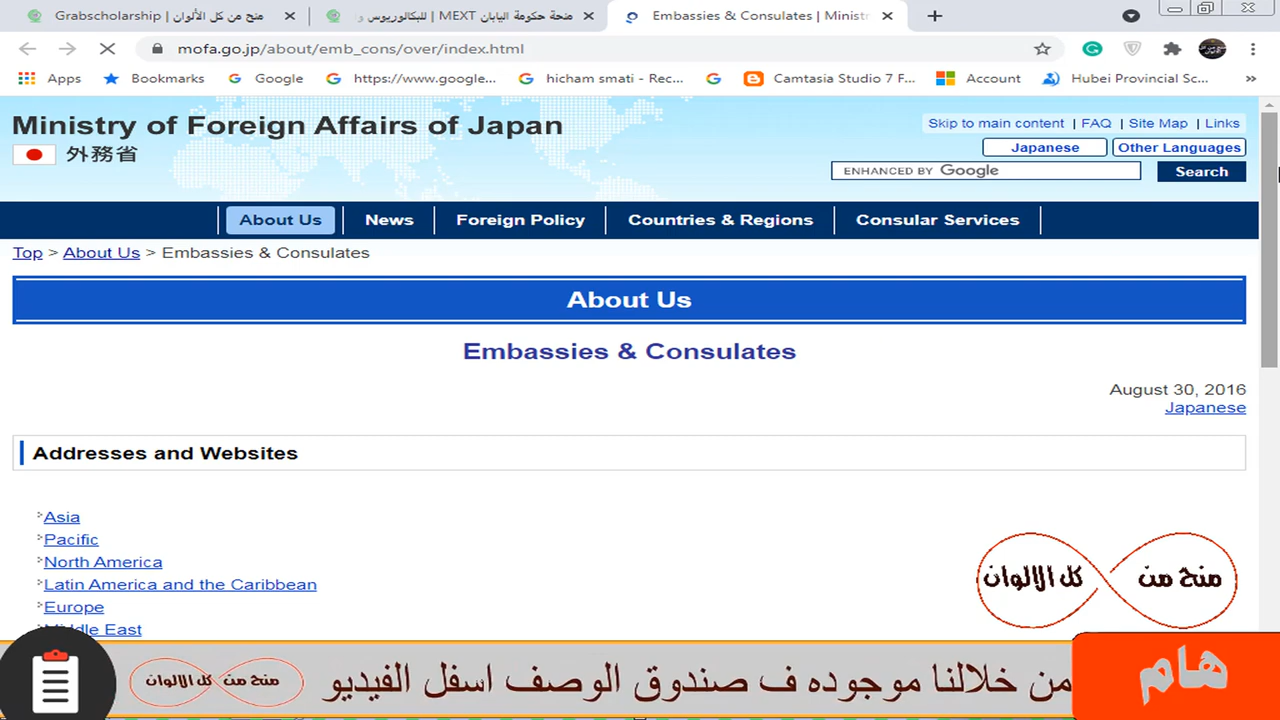 Grabscholarship | منح من كل الألوان
منحة حكومة اليابان MEXT | للبكالوريوس و
Embassies & Consulates | Minist
mofa.go.jp/about/emb_cons/over/index.html
Apps
Bookmarks
Google
https://www.google...
hicham smati - Rec...
Camtasia Studio 7 F...
Account
Hubei Provincial Sc...
»
Ministry of Foreign Affairs of Japan
外務省
Skip to main content | FAQ | Site Map | Links
Japanese
Other Languages
ENHANCED BY Google
Search
About Us
News
Foreign Policy
Countries & Regions
Consular Services
Top > About Us > Embassies & Consulates
About Us
Embassies & Consulates
August 30, 2016
Japanese
Addresses and Websites
Asia
Pacific
North America
Latin America and the Caribbean
Europe
Middle East
منح من كل الالوان
هام
من خلالنا موجوده ف صندوق الوصف اسفل الفيديو
منح من كل الالوان